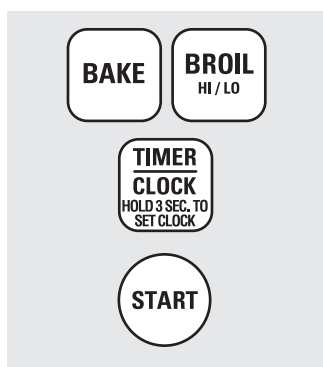 BAKE
BROIL
HI / LO
TIMER
CLOCK
HOLD 3 SEC. TO
SET CLOCK
START